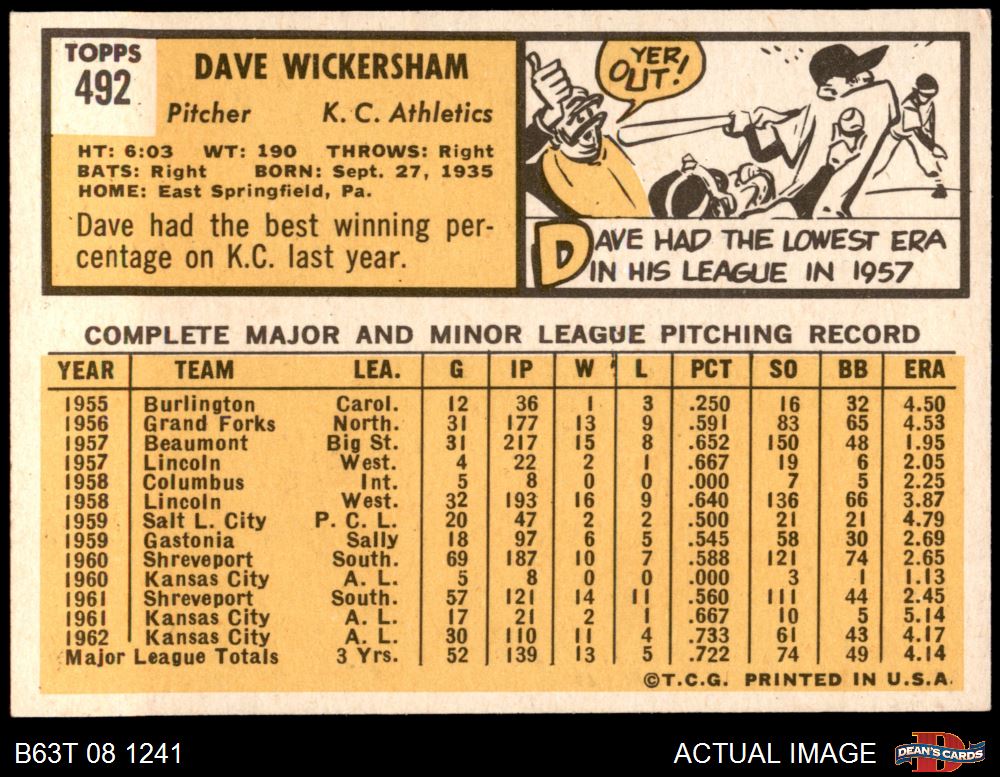 TOPPS
492
DAVE WICKERSHAM
Pitcher K. C. Athletics
HT: 6:03 WT: 190 THROWS: Right
BATS: Right BORN: Sept. 27, 1935
HOME: East Springfield, Pa.
Dave had the best winning per-
centage on K.C. last year.
YER
OUT!
DAVE HAD THE LOWEST ERA
IN HIS LEAGUE IN 1957
COMPLETE MAJOR AND MINOR LEAGUE PITCHING RECORD
YEAR TEAM LEA. G IP W L PCT SO BB ERA
1955 Burlington Carol. 12 36 1 3 .250 16 32 4.50
1956 Grand Forks North. 31 177 13 9 .591 83 65 4.53
1957 Beaumont Big St. 31 217 15 8 .652 150 48 1.95
1957 Lincoln West. 4 22 2 1 .667 19 6 2.05
1958 Columbus Int. 5 8 0 0 .000 7 5 2.25
1958 Lincoln West. 32 193 16 9 .640 136 66 3.87
1959 Salt L. City P. C. L. 20 47 2 2 .500 21 21 4.79
1959 Gastonia Sally 18 97 6 5 .545 58 30 2.69
1960 Shreveport South. 69 187 10 7 .588 121 74 2.65
1960 Kansas City A. L. 5 8 0 0 .000 3 1 1.13
1961 Shreveport South. 57 121 14 11 .560 111 44 2.45
1961 Kansas City A. L. 17 21 2 1 .667 10 5 5.14
1962 Kansas City A. L. 30 110 11 4 .733 61 43 4.17
Major League Totals 3 Yrs. 52 139 13 5 .722 74 49 4.14
©T.C.G. PRINTED IN U.S.A.
B63T 08 1241 ACTUAL IMAGE DEAN'S CARDS